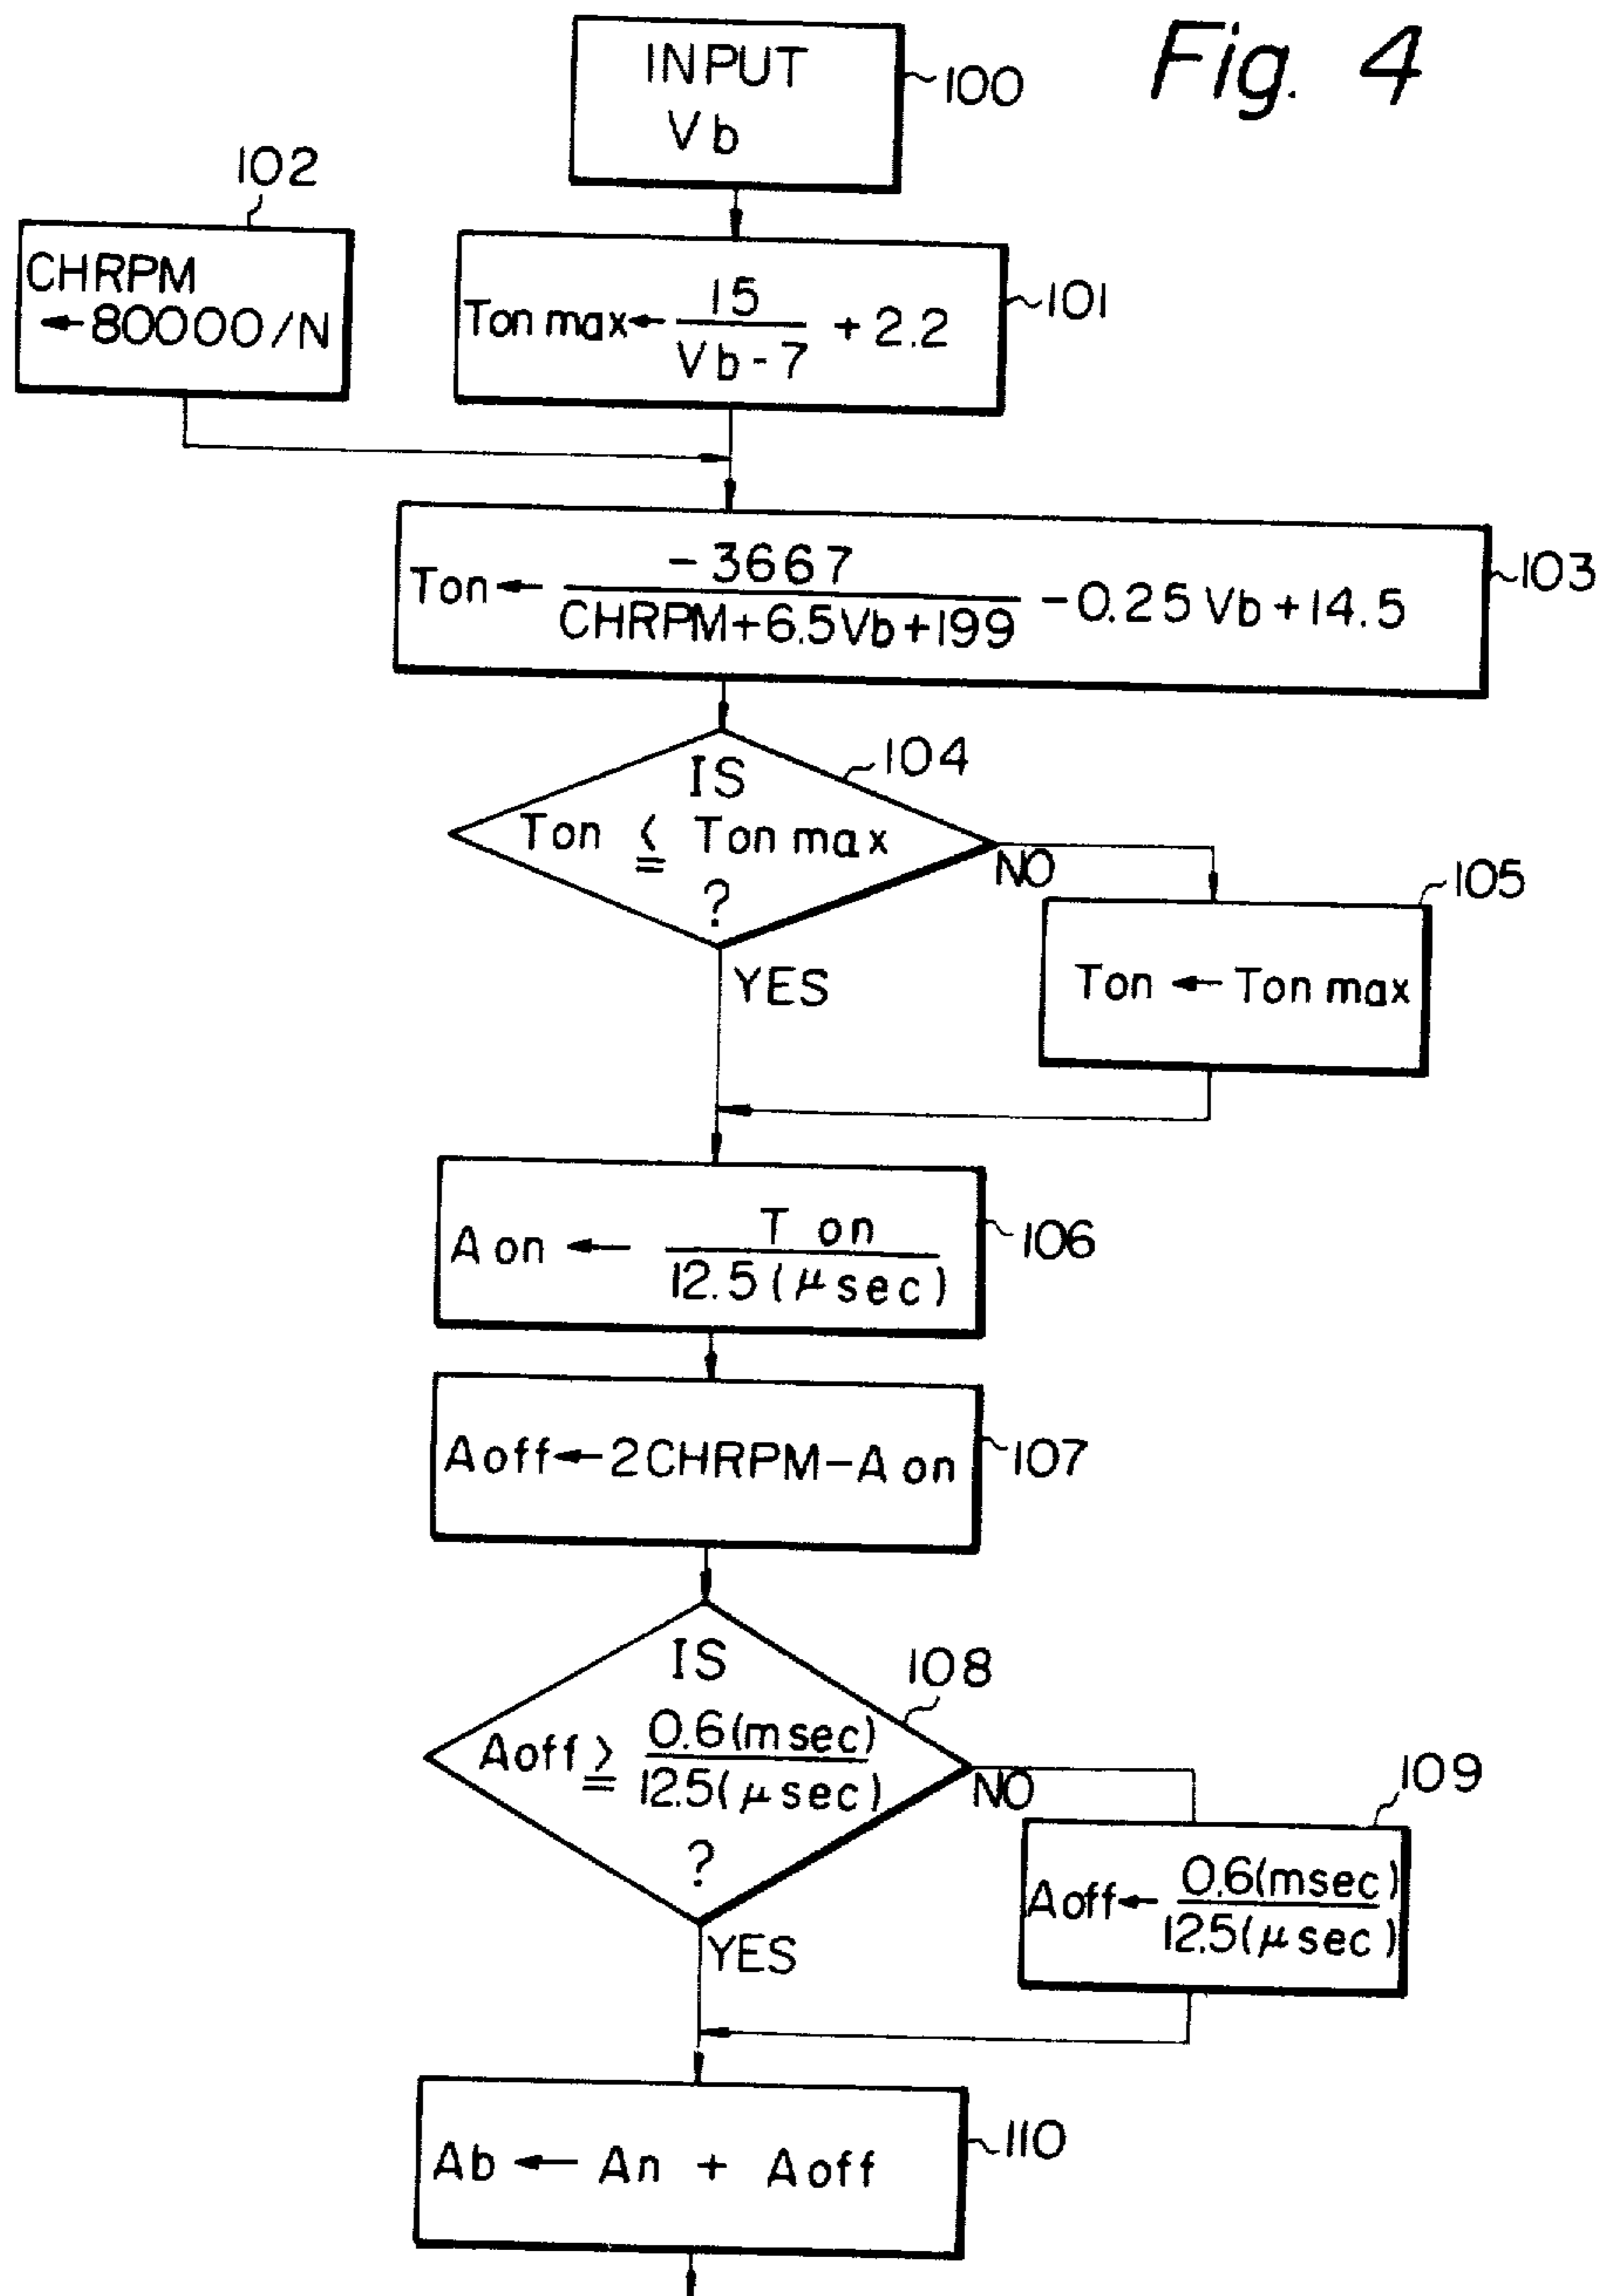 Fig. 4
INPUT
Vb
100
102
CHRPM
←80000/N
Ton max← 15
Vb-7
+2.2
101
Ton← -3667
CHRPM+6.5Vb+199
-0.25Vb+14.5
103
IS
Ton ≦ Ton max
?
104
NO
YES
105
Ton ← Ton max
A on ← T on
12.5(μsec)
106
Aoff←2CHRPM-A on
107
IS
Aoff≧ 0.6(msec)
12.5(μsec)
?
108
NO
YES
109
Aoff← 0.6(msec)
12.5(μsec)
Ab ← An + Aoff
110